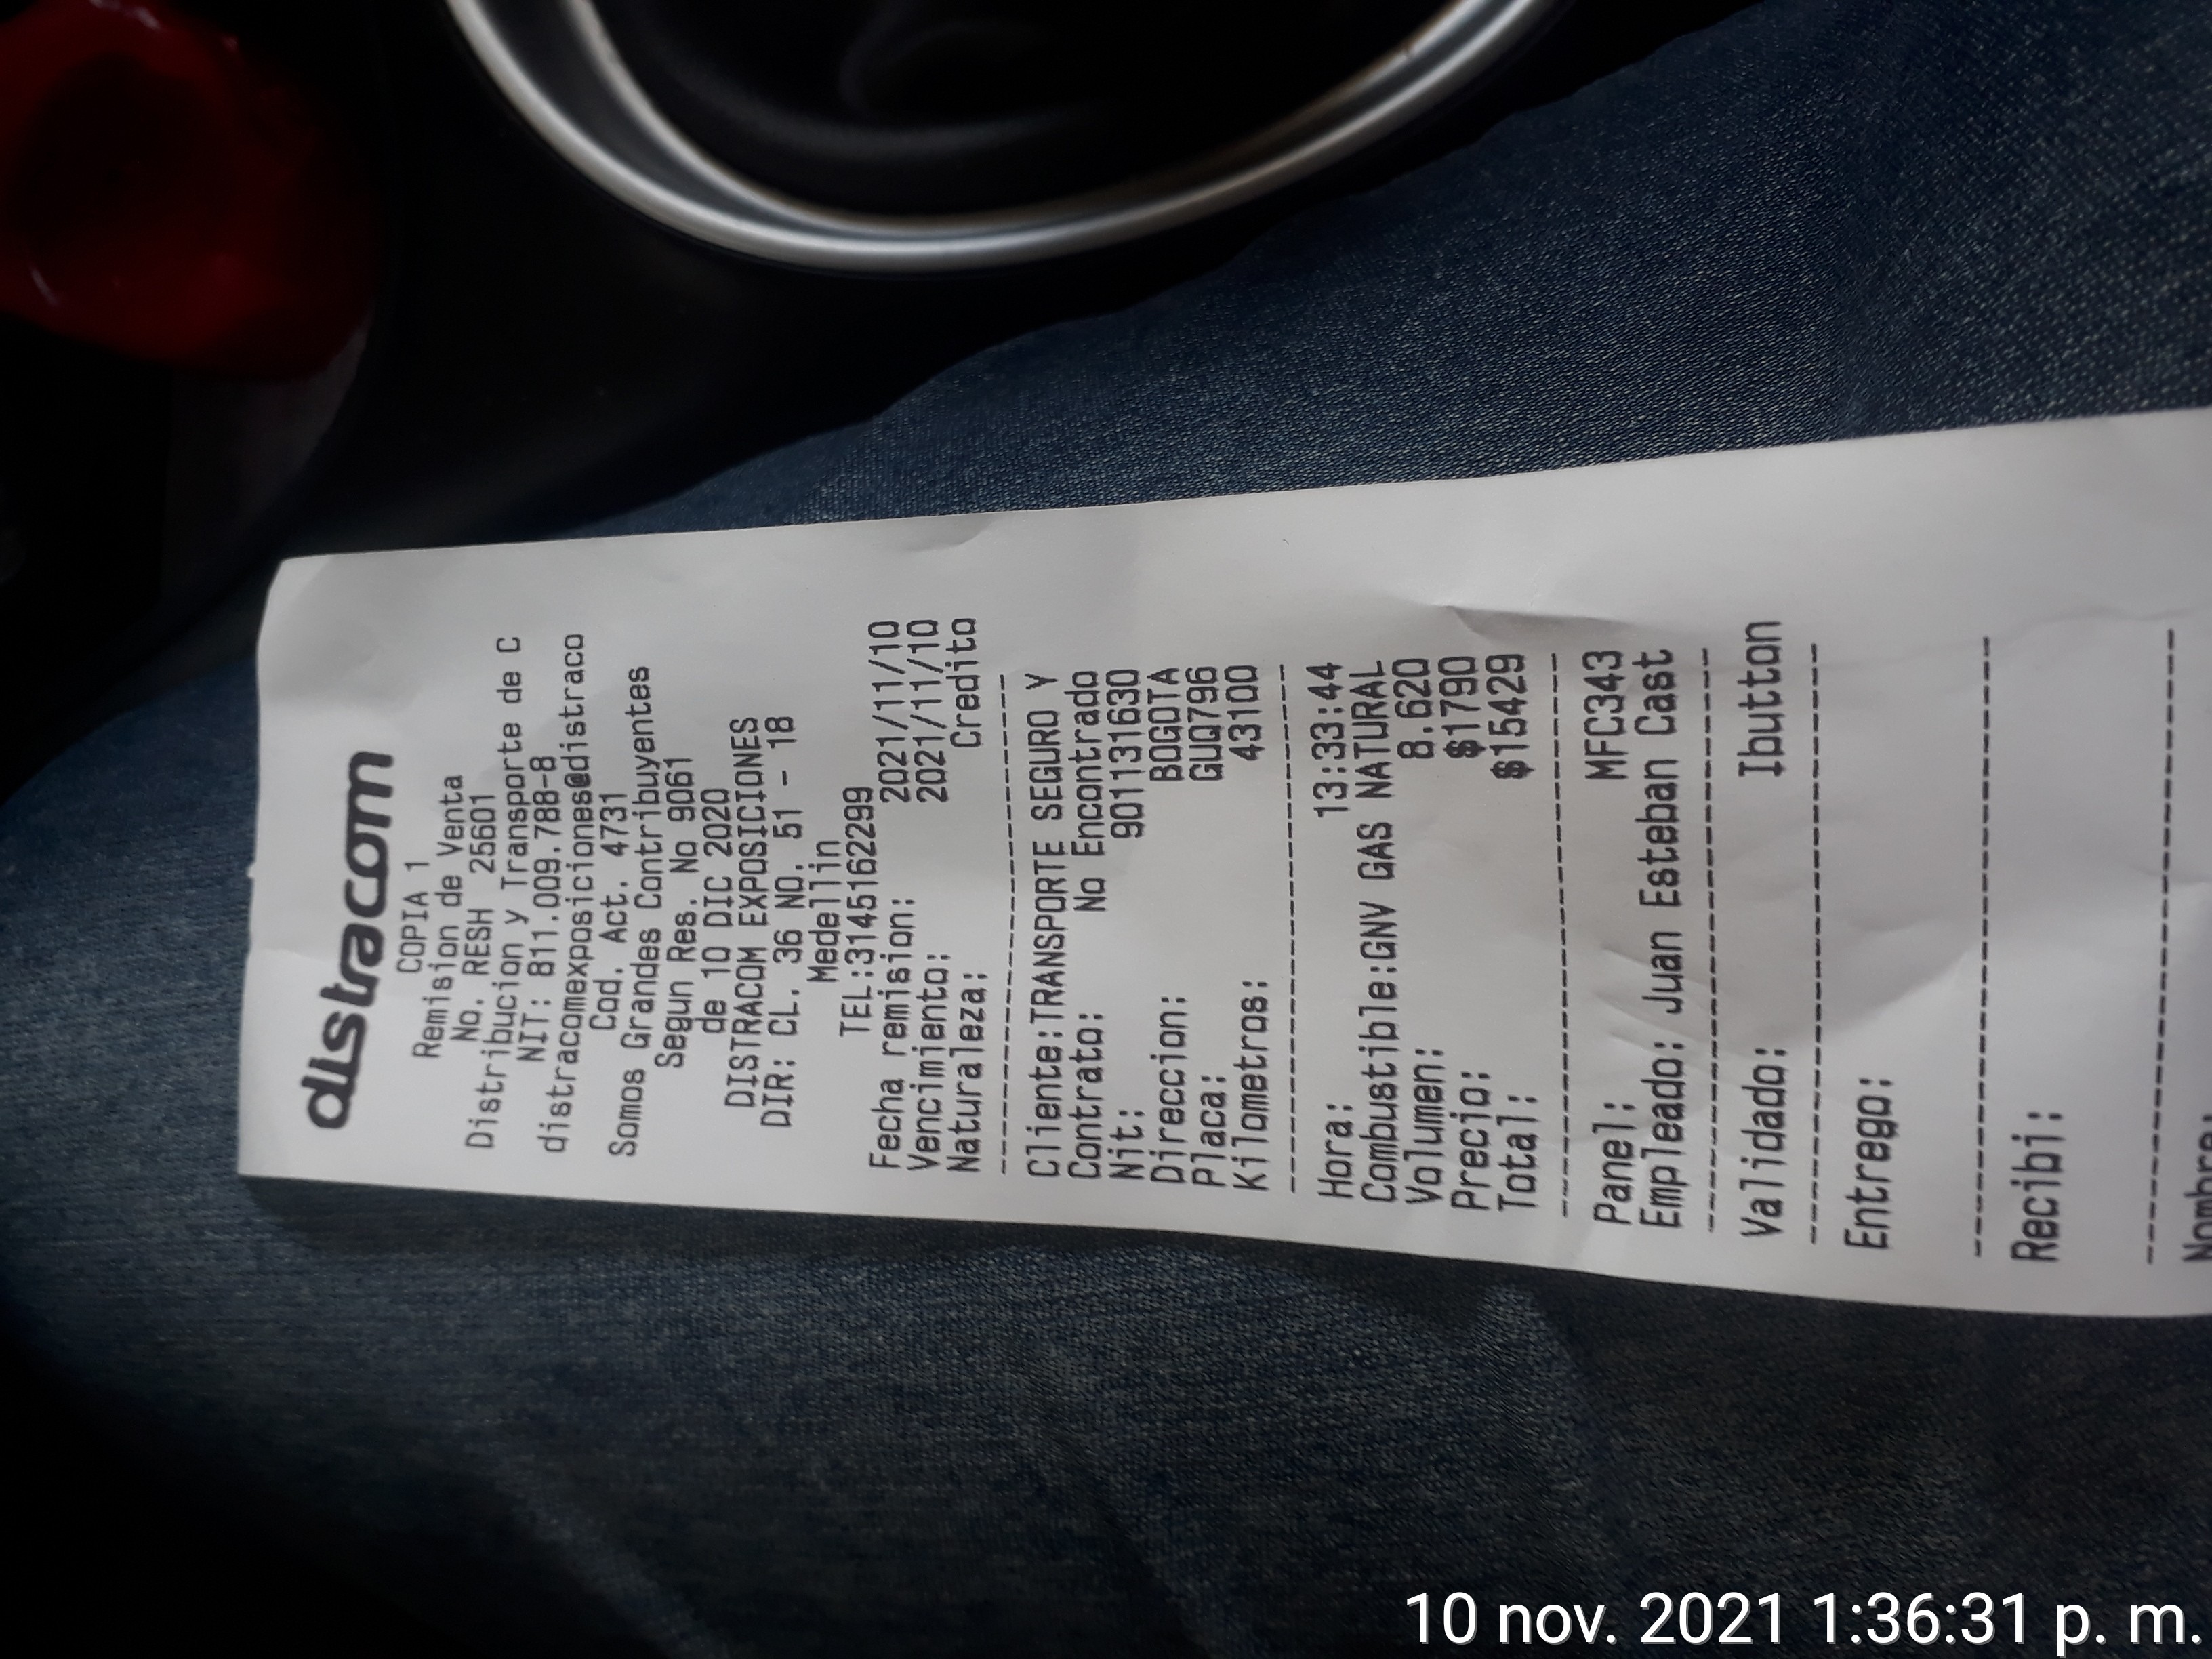 distracom
COPIA 1
Remision de Venta
No. RESH 25601
Distribucion y Transporte de C
NIT: 811.009.788-8
distracomexposiciones@distraco
Cod. Act. 4731
Somos Grandes Contribuyentes
Segun Res. No 9061
de 10 DIC 2020
DISTRACOM EXPOSICIONES
DIR: CL. 36 NO. 51 - 18
Medellin
TEL:3145162299
Fecha remision: 2021/11/10
Vencimiento: 2021/11/10
Naturaleza: Credito
Cliente:TRANSPORTE SEGURO Y
Contrato: No Encontrado
Nit: 901131630
Direccion: BOGOTA
Placa: GUQ796
Kilometros: 43100
Hora: 13:33:44
Combustible:GNV GAS NATURAL
Volumen: 8.620
Precio: $1790
Total: $15429
Panel: MFC343
Empleado: Juan Esteban Cast
Validado: Ibutton
Entrego:
Recibi:
Nombre:
10 nov. 2021 1:36:31 p. m.